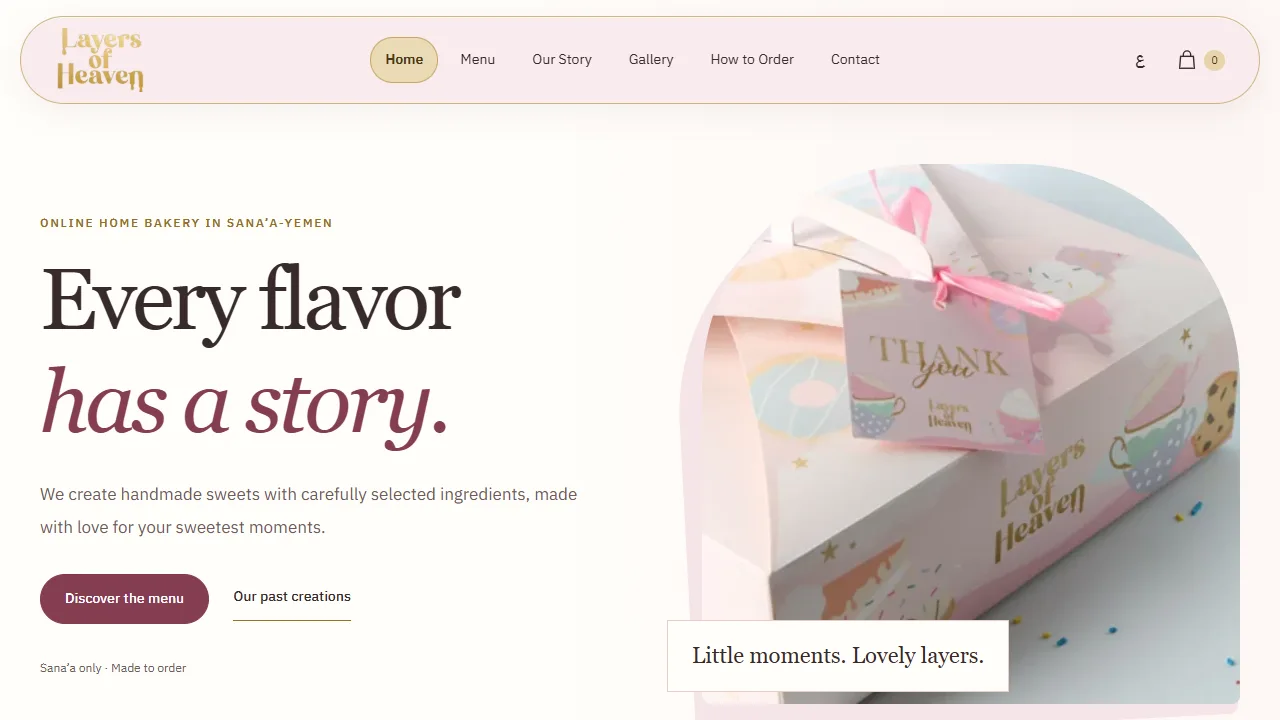 Layers
of
Heaven
Home
Menu
Our Story
Gallery
How to Order
Contact
ع
0
ONLINE HOME BAKERY IN SANA'A-YEMEN
Every flavor
has a story.
We create handmade sweets with carefully selected ingredients, made
with love for your sweetest moments.
Discover the menu
Our past creations
Sana'a only · Made to order
THANK
you
Layers
of
Heaven
Layers
of
Heaven
Little moments. Lovely layers.